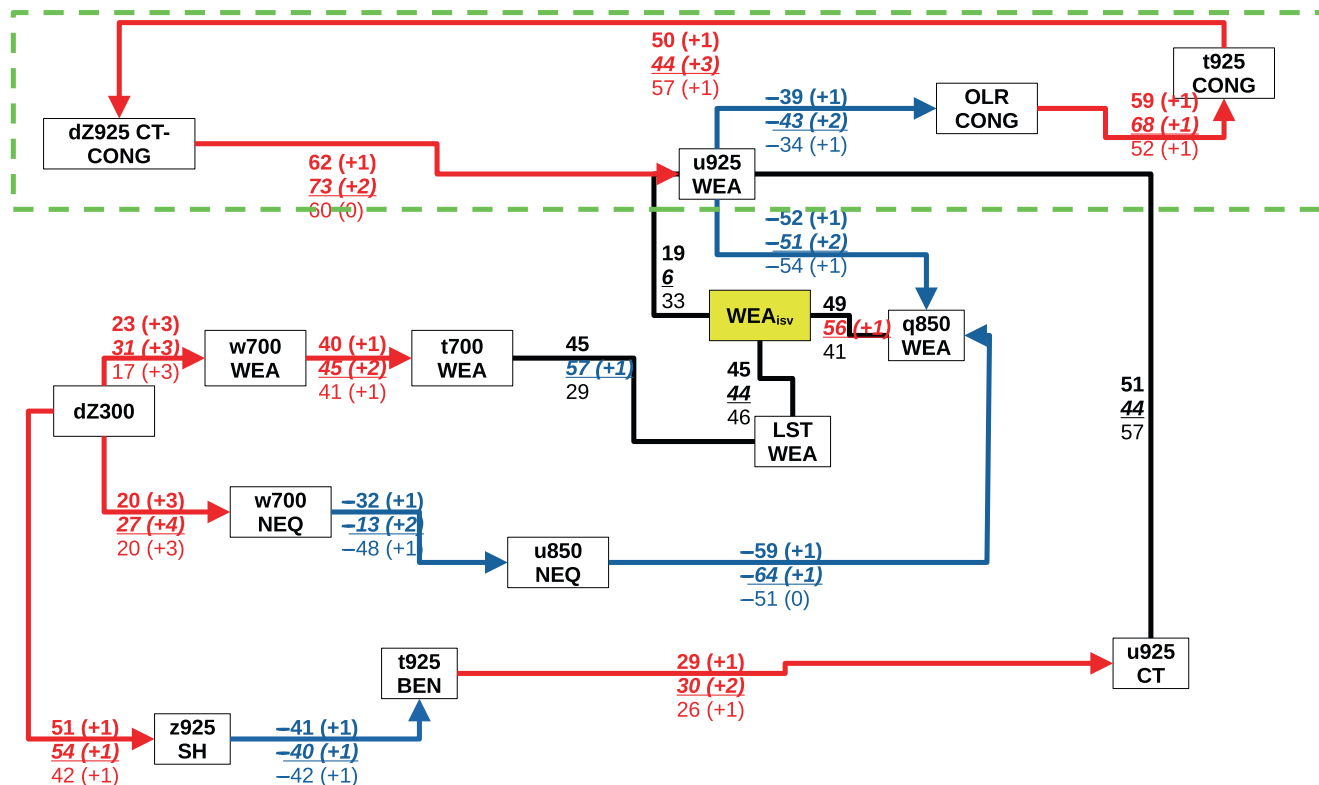 50 (+1)
44 (+3)
57 (+1)
t925
CONG
dZ925 CT-
CONG
−39 (+1)
−43 (+2)
−34 (+1)
OLR
CONG
59 (+1)
68 (+1)
52 (+1)
62 (+1)
73 (+2)
60 (0)
u925
WEA
−52 (+1)
−51 (+2)
−54 (+1)
19
6
33
WEAisv
49
56 (+1)
41
q850
WEA
23 (+3)
31 (+3)
17 (+3)
w700
WEA
40 (+1)
45 (+2)
41 (+1)
t700
WEA
45
57 (+1)
29
45
44
46
LST
WEA
51
44
57
dZ300
20 (+3)
27 (+4)
20 (+3)
w700
NEQ
−32 (+1)
−13 (+2)
−48 (+1)
u850
NEQ
−59 (+1)
−64 (+1)
−51 (0)
t925
BEN
29 (+1)
30 (+2)
26 (+1)
u925
CT
51 (+1)
54 (+1)
42 (+1)
z925
SH
−41 (+1)
−40 (+1)
−42 (+1)